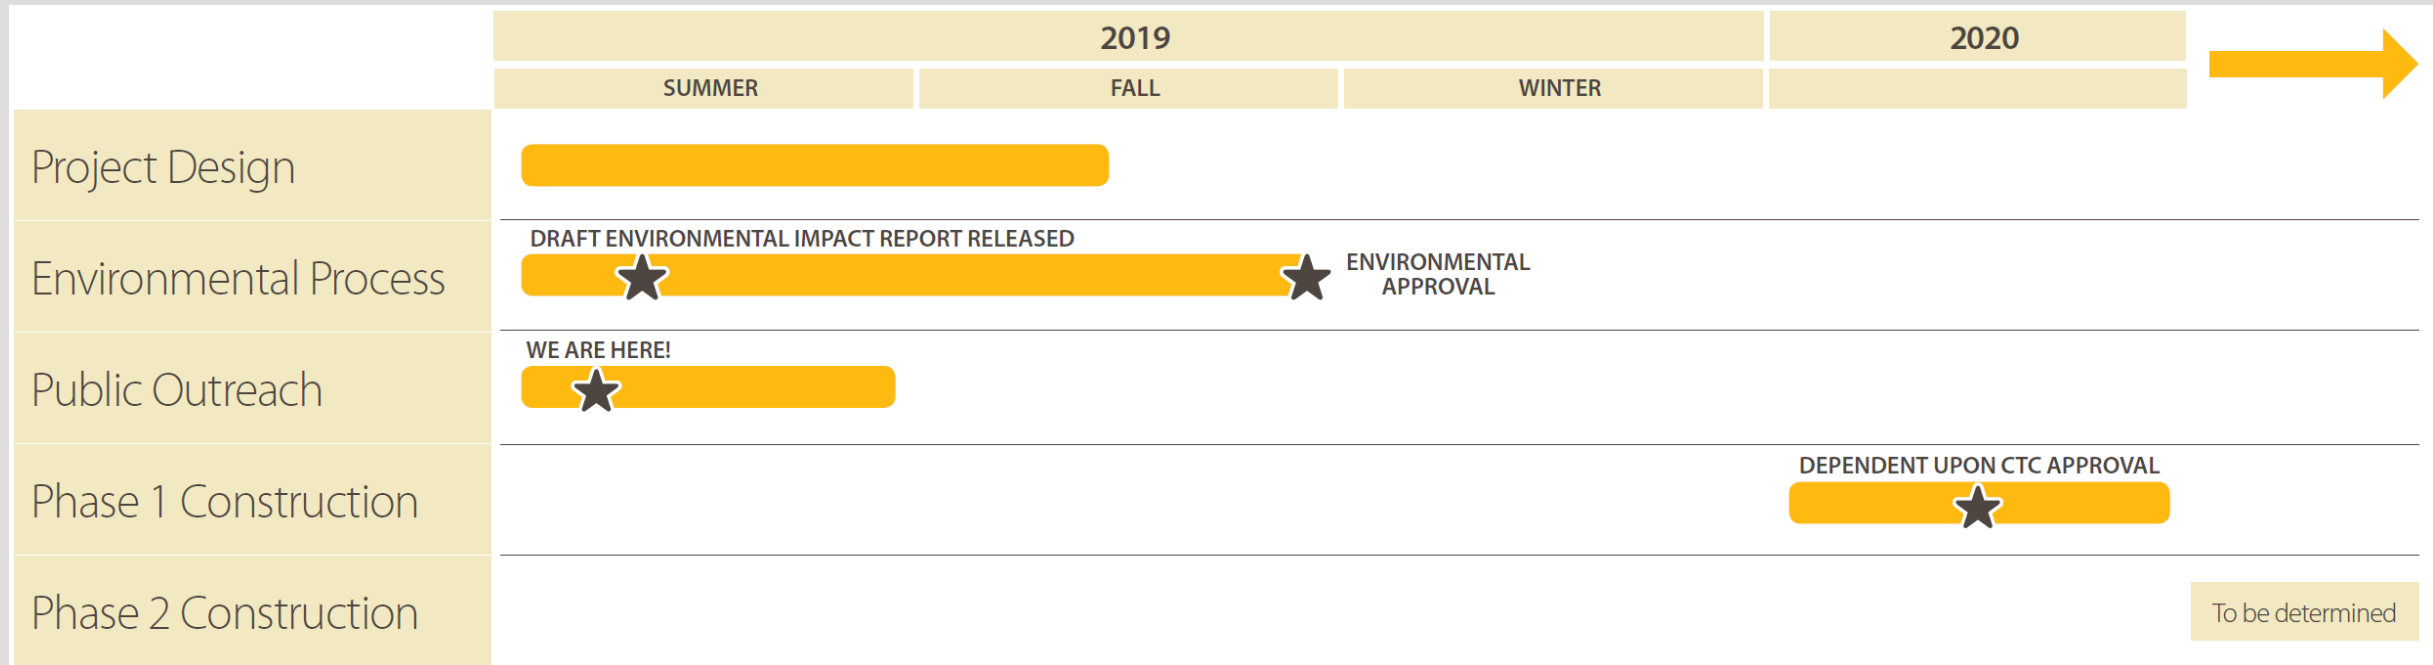 2019
2020
SUMMER
FALL
WINTER
Project Design
DRAFT ENVIRONMENTAL IMPACT REPORT RELEASED
Environmental Process
ENVIRONMENTAL
APPROVAL
WE ARE HERE!
Public Outreach
DEPENDENT UPON CTC APPROVAL
Phase 1 Construction
Phase 2 Construction
To be determined